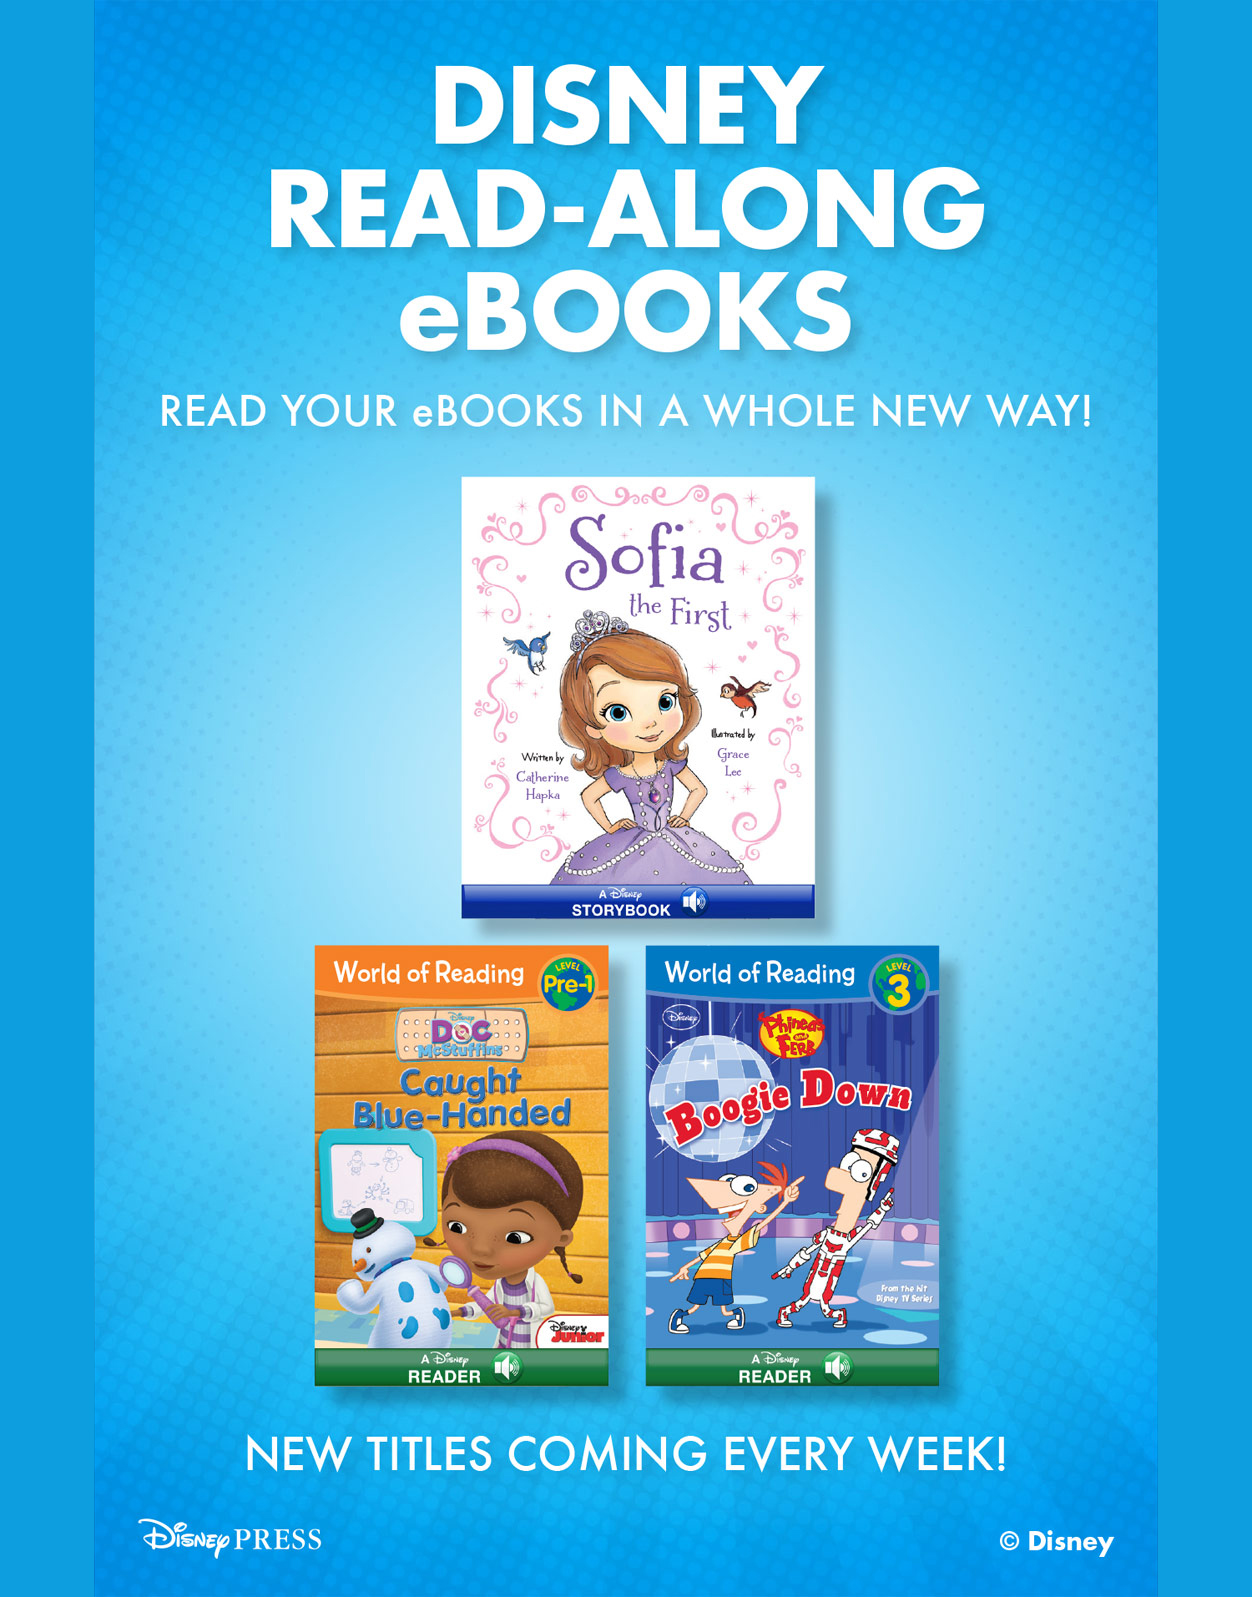 DISNEY
READ-ALONG
eBOOKS
READ YOUR eBOOKS IN A WHOLE NEW WAY!
Sofia
the First
Written by
Catherine
Hapka
Illustrated by
Grace
Lee
A Disney
STORYBOOK
World of Reading
LEVEL
Pre-1
Disney
DOC
McStuffins
Caught
Blue-Handed
Disney
Junior
A Disney
READER
World of Reading
LEVEL
3
Disney
Phineas
and
Ferb
Boogie Down
From the hit
Disney TV Series
A Disney
READER
NEW TITLES COMING EVERY WEEK!
Disney PRESS
© Disney